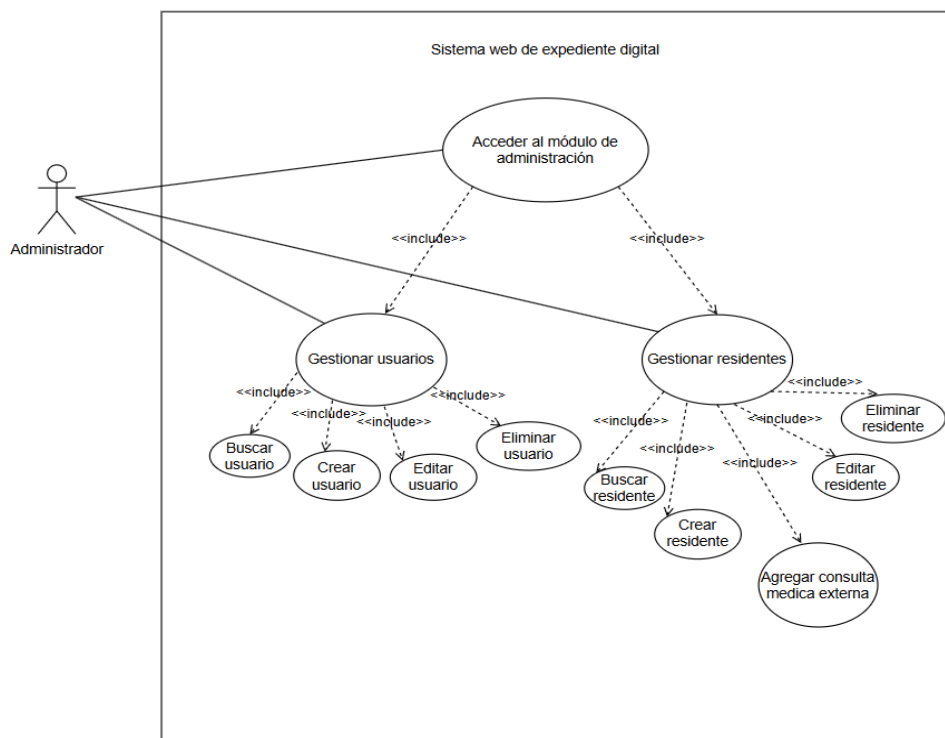 Sistema web de expediente digital
Acceder al módulo de
administración
Administrador
<<include>>
<<include>>
Gestionar usuarios
Gestionar residentes
<<include>>
<<include>>
<<include>>
<<include>>
Buscar
usuario
Crear
usuario
Editar
usuario
Eliminar
usuario
<<include>>
<<include>>
<<include>>
<<include>>
<<include>>
Eliminar
residente
Buscar
residente
Editar
residente
Crear
residente
Agregar consulta
medica externa